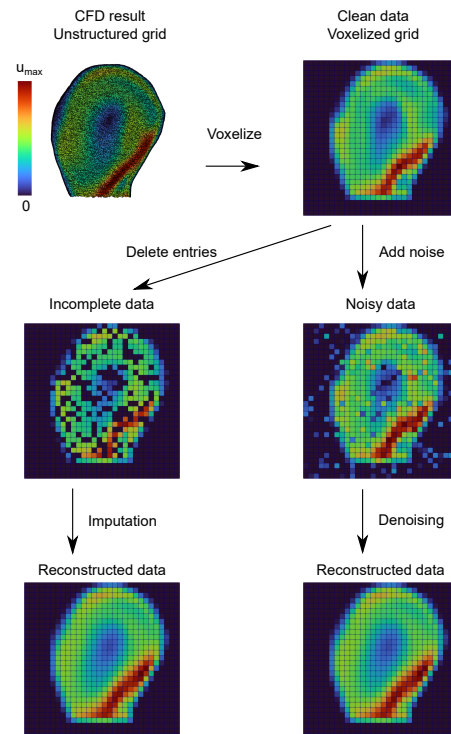 CFD result
Unstructured grid
Clean data
Voxelized grid
umax
0
Voxelize
Delete entries
Add noise
Incomplete data
Noisy data
Imputation
Denoising
Reconstructed data
Reconstructed data